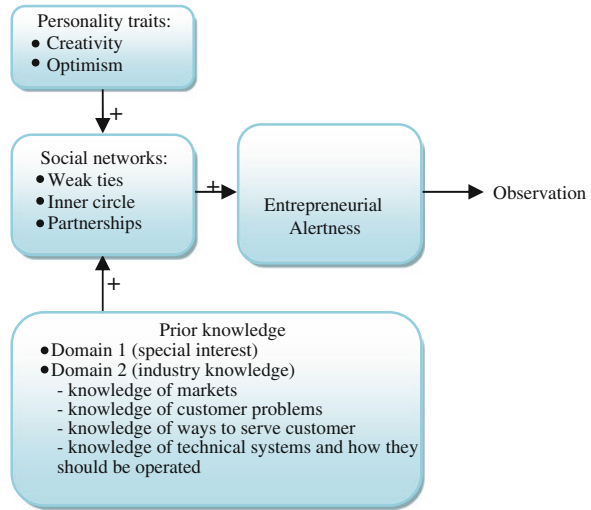 Personality traits:
● Creativity
● Optimism
+
Social networks:
● Weak ties
● Inner circle
● Partnerships
+
Entrepreneurial
Alertness
Observation
+
Prior knowledge
● Domain 1 (special interest)
● Domain 2 (industry knowledge)
- knowledge of markets
- knowledge of customer problems
- knowledge of ways to serve customer
- knowledge of technical systems and how they
should be operated